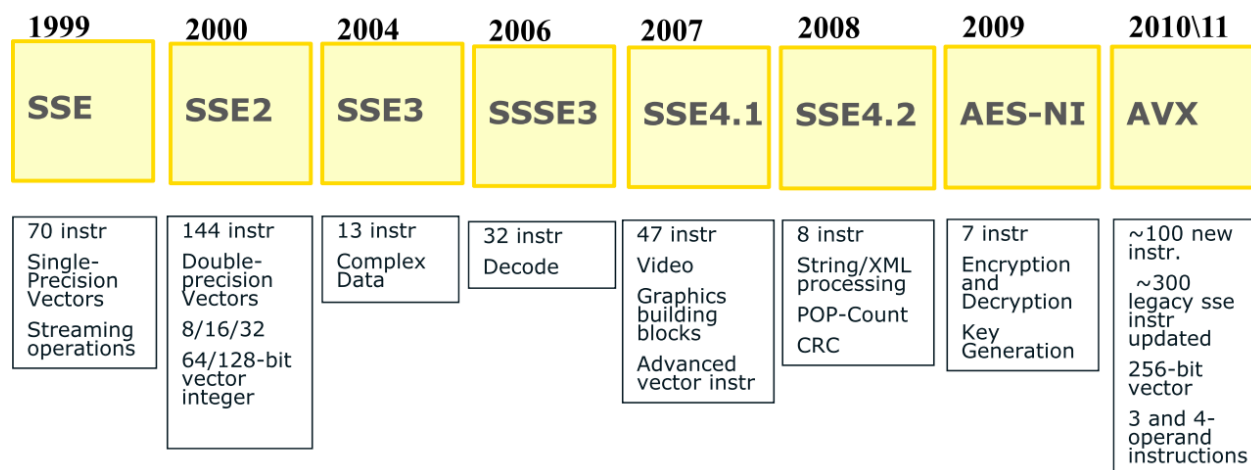 1999
SSE
70 instr
Single-
Precision
Vectors
Streaming
operations
2000
SSE2
144 instr
Double-
precision
Vectors
8/16/32
64/128-bit
vector
integer
2004
SSE3
13 instr
Complex
Data
2006
SSSE3
32 instr
Decode
2007
SSE4.1
47 instr
Video
Graphics
building
blocks
Advanced
vector instr
2008
SSE4.2
8 instr
String/XML
processing
POP-Count
CRC
2009
AES-NI
7 instr
Encryption
and
Decryption
Key
Generation
2010\11
AVX
~100 new
instr.
~300
legacy sse
instr
updated
256-bit
vector
3 and 4-
operand
instructions